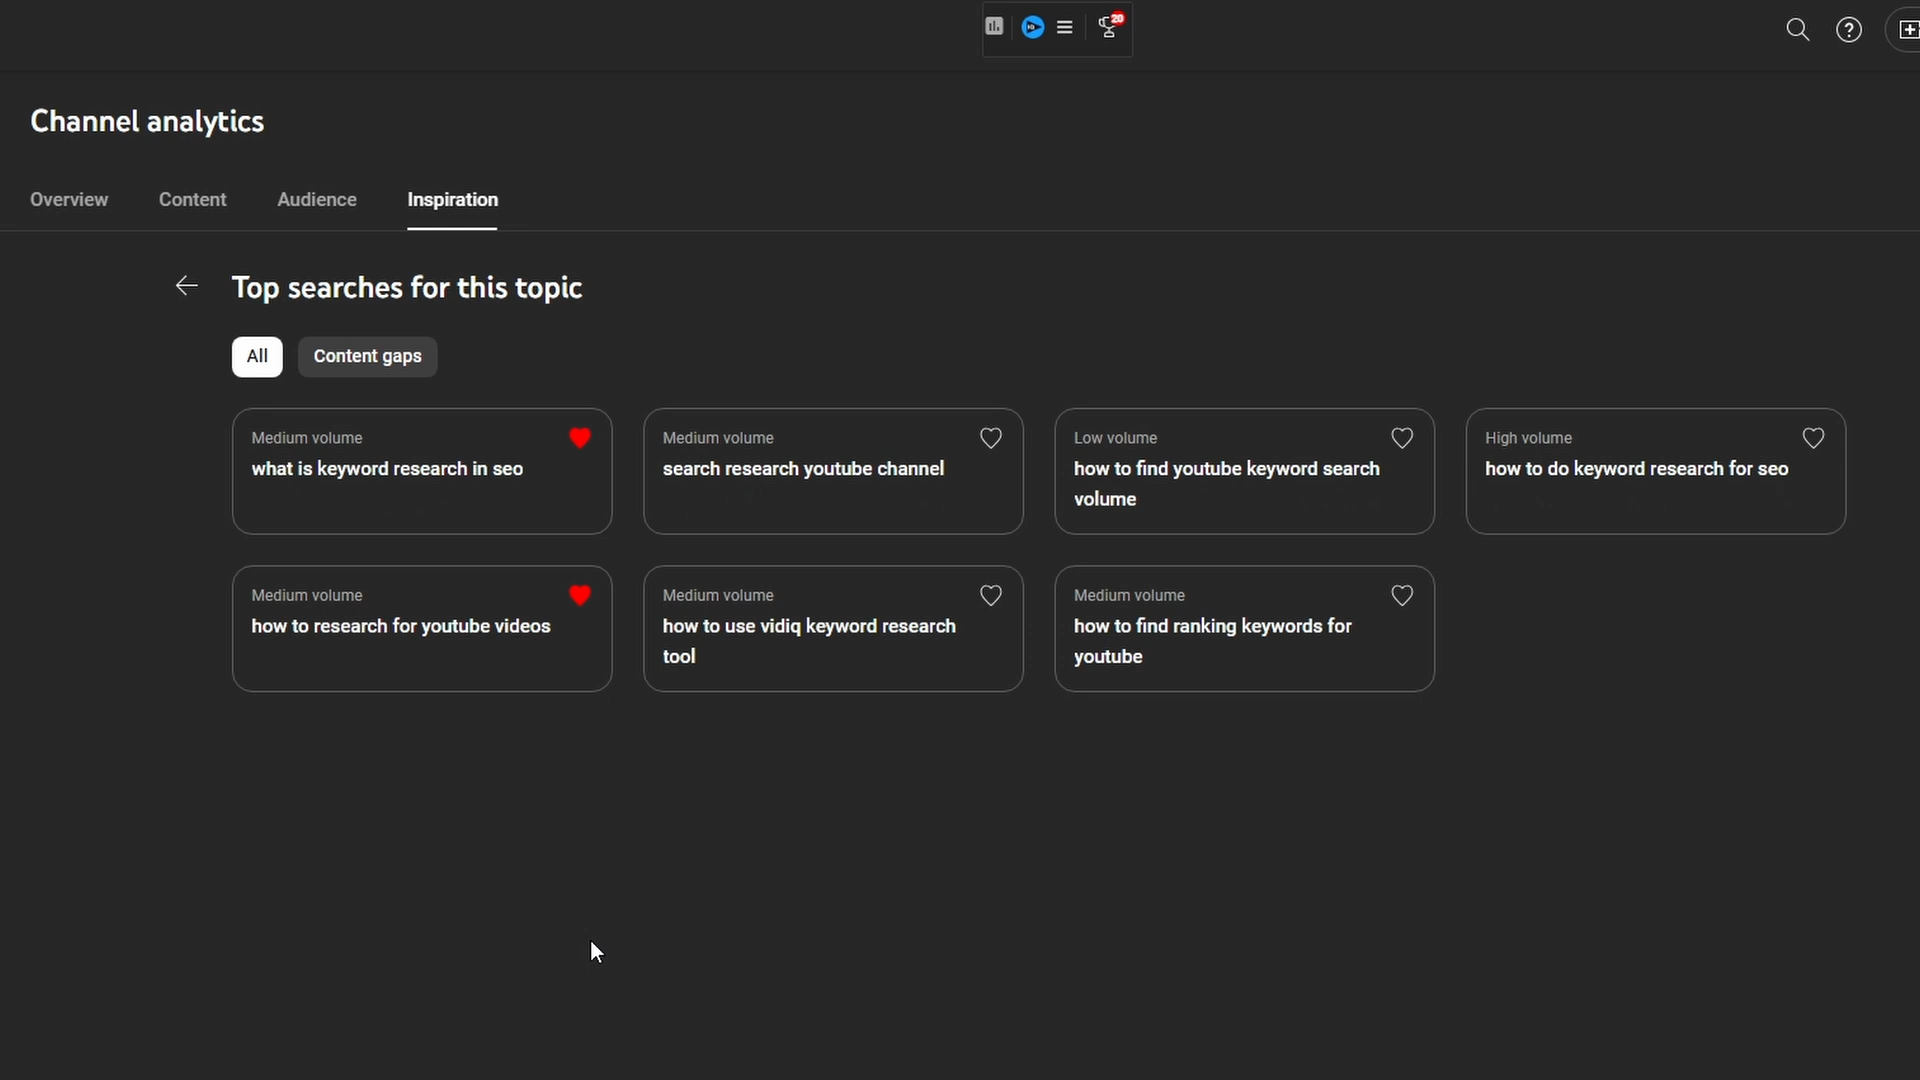 20
Channel analytics
Overview Content Audience Inspiration
Top searches for this topic
All Content gaps
Medium volume
what is keyword research in seo
Medium volume
search research youtube channel
Low volume
how to find youtube keyword search
volume
High volume
how to do keyword research for seo
Medium volume
how to research for youtube videos
Medium volume
how to use vidiq keyword research
tool
Medium volume
how to find ranking keywords for
youtube